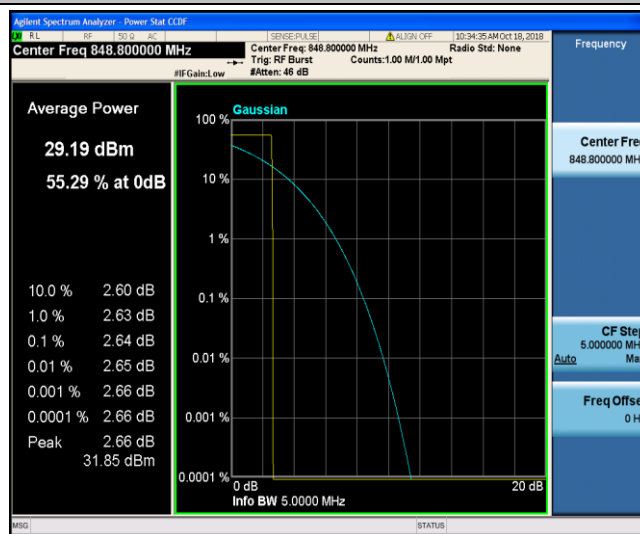 Agilent Spectrum Analyzer - Power Stat CCDF
RL RF 50 Ω AC SENSE:PULSE ALIGN OFF 10:34:35 AM Oct 18, 2018
Center Freq 848.800000 MHz
Center Freq: 848.800000 MHz Radio Std: None
Trig: RF Burst Counts:1.00 M/1.00 Mpt
#IFGain:Low #Atten: 46 dB
Frequency
Average Power
29.19 dBm
55.29 % at 0dB
10.0 % 2.60 dB
1.0 % 2.63 dB
0.1 % 2.64 dB
0.01 % 2.65 dB
0.001 % 2.66 dB
0.0001 % 2.66 dB
Peak 2.66 dB
31.85 dBm
Gaussian
100 %
10 %
1 %
0.1 %
0.01 %
0.001 %
0.0001 %
0 dB 20 dB
Info BW 5.0000 MHz
Center Fre
848.800000 MH
CF Ste
5.000000 MH
Auto Ma
Freq Offse
0 H
MSG STATUS